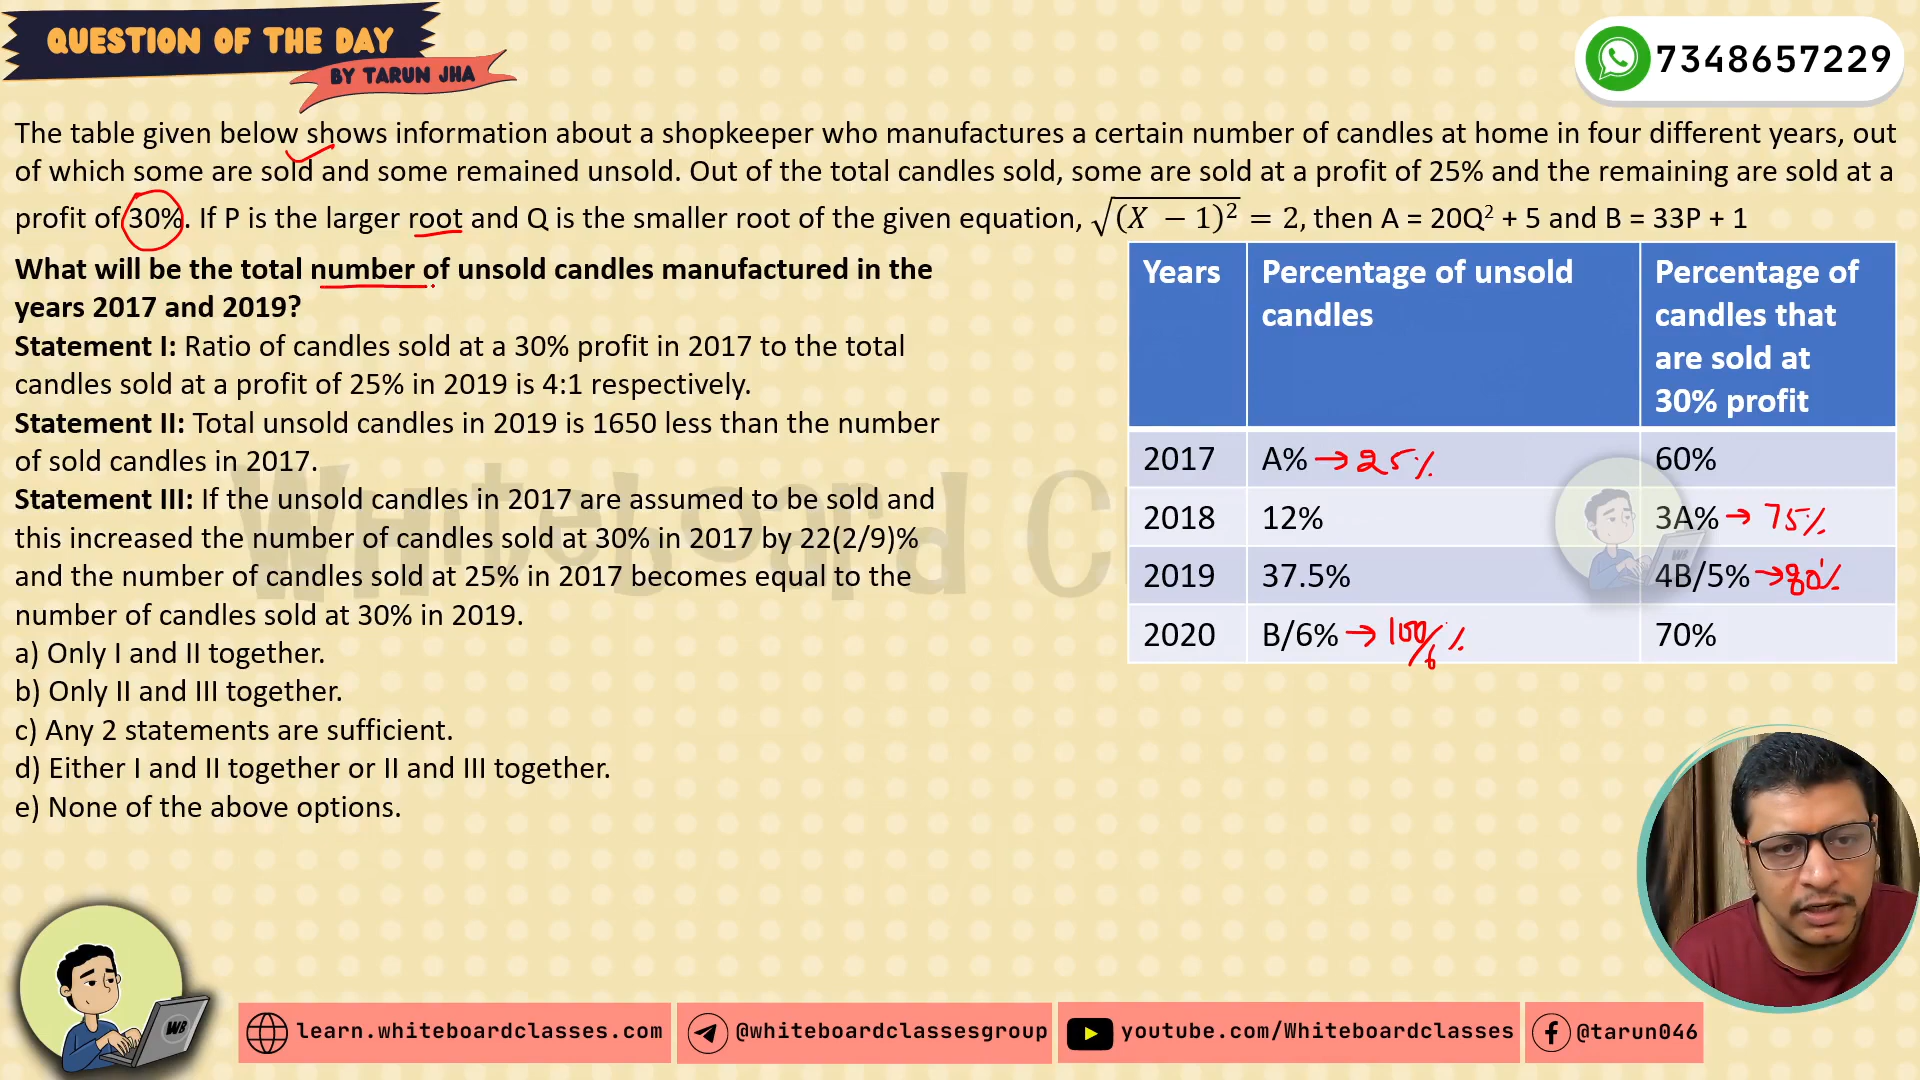 QUESTION OF THE DAY
BY TARUN JHA
7348657229
The table given below shows information about a shopkeeper who manufactures a certain number of candles at home in four different years, out
of which some are sold and some remained unsold. Out of the total candles sold, some are sold at a profit of 25% and the remaining are sold at a
profit of 30%. If P is the larger root and Q is the smaller root of the given equation, √(X − 1)² = 2, then A = 20Q² + 5 and B = 33P + 1
What will be the total number of unsold candles manufactured in the
years 2017 and 2019?
Statement I: Ratio of candles sold at a 30% profit in 2017 to the total
candles sold at a profit of 25% in 2019 is 4:1 respectively.
Statement II: Total unsold candles in 2019 is 1650 less than the number
of sold candles in 2017.
Statement III: If the unsold candles in 2017 are assumed to be sold and
this increased the number of candles sold at 30% in 2017 by 22(2/9)%
and the number of candles sold at 25% in 2017 becomes equal to the
number of candles sold at 30% in 2019.
a) Only I and II together.
b) Only II and III together.
c) Any 2 statements are sufficient.
d) Either I and II together or II and III together.
e) None of the above options.
Years Percentage of unsold candles Percentage of candles that are sold at 30% profit
2017 A% → 25% 60%
2018 12% 3A% → 75%
2019 37.5% 4B/5% → 80%
2020 B/6% → 100/6 % 70%
Whiteboard C
WB
WB
learn.whiteboardclasses.com
@whiteboardclassesgroup
youtube.com/Whiteboardclasses
@tarun046